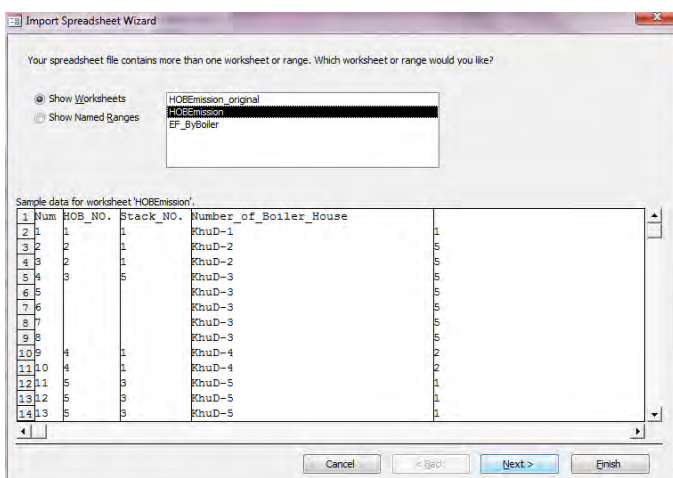 Import Spreadsheet Wizard
Your spreadsheet file contains more than one worksheet or range. Which worksheet or range would you like?
Show Worksheets
Show Named Ranges
HOBEmission_original
HOBEmission
EF_ByBoiler
Sample data for worksheet 'HOBEmission'.
1 Num HOB_NO. Stack_NO. Number_of_Boiler_House
2 1 1 1 KhuD-1 1
3 2 2 1 KhuD-2 5
4 3 2 1 KhuD-2 5
5 4 3 5 KhuD-3 5
6 5 KhuD-3 5
7 6 KhuD-3 5
8 7 KhuD-3 5
9 8 KhuD-3 5
10 9 4 1 KhuD-4 2
11 10 4 1 KhuD-4 2
12 11 5 3 KhuD-5 1
13 12 5 3 KhuD-5 1
14 13 5 3 KhuD-5 1
Cancel < Back Next > Finish